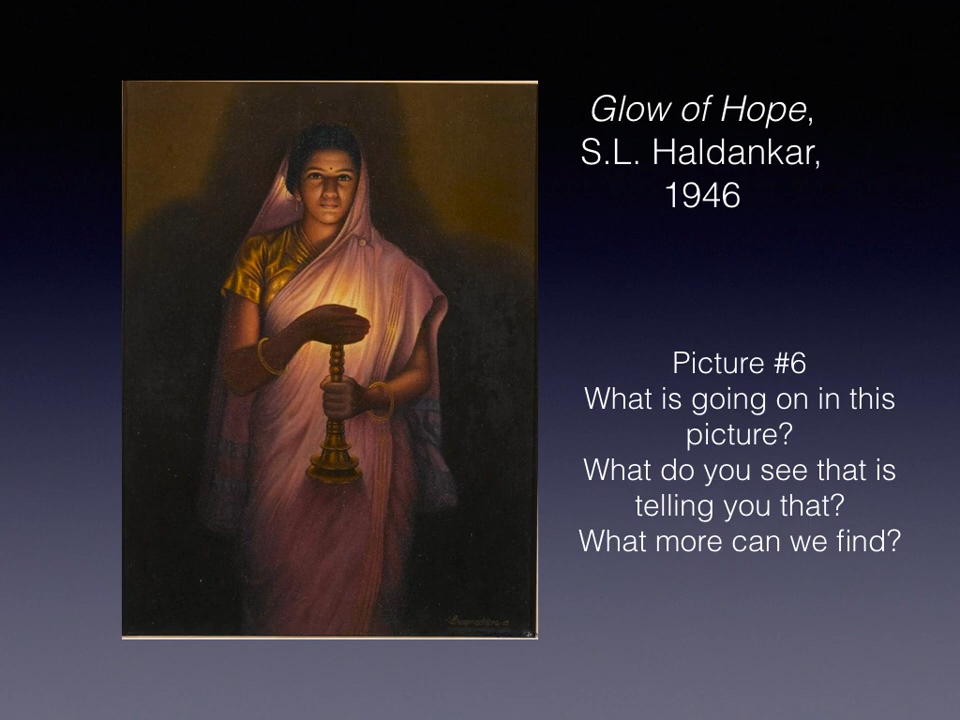 Glow of Hope,
S.L. Haldankar,
1946
Picture #6
What is going on in this
picture?
What do you see that is
telling you that?
What more can we find?